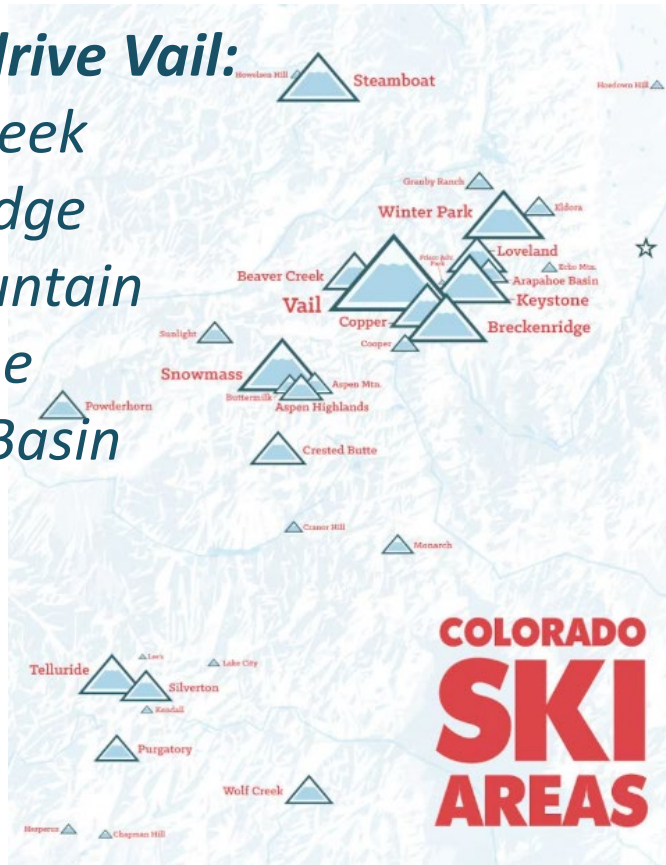 drive Vail:
eek
dge
untain
e
Basin
Howelsen Hill
Steamboat
Hoedown Hill
Granby Ranch
Winter Park
Eldora
Loveland
Echo Mtn.
Arapahoe Basin
Beaver Creek
Vail
Keystone
Copper
Breckenridge
Cooper
Sunlight
Snowmass
Aspen Mtn.
Buttermilk
Aspen Highlands
Powderhorn
Crested Butte
Cranor Hill
Monarch
Telluride
Lee's
Lake City
Silverton
Kendall
Purgatory
Wolf Creek
Hesperus
Chapman Hill
COLORADO
SKI
AREAS